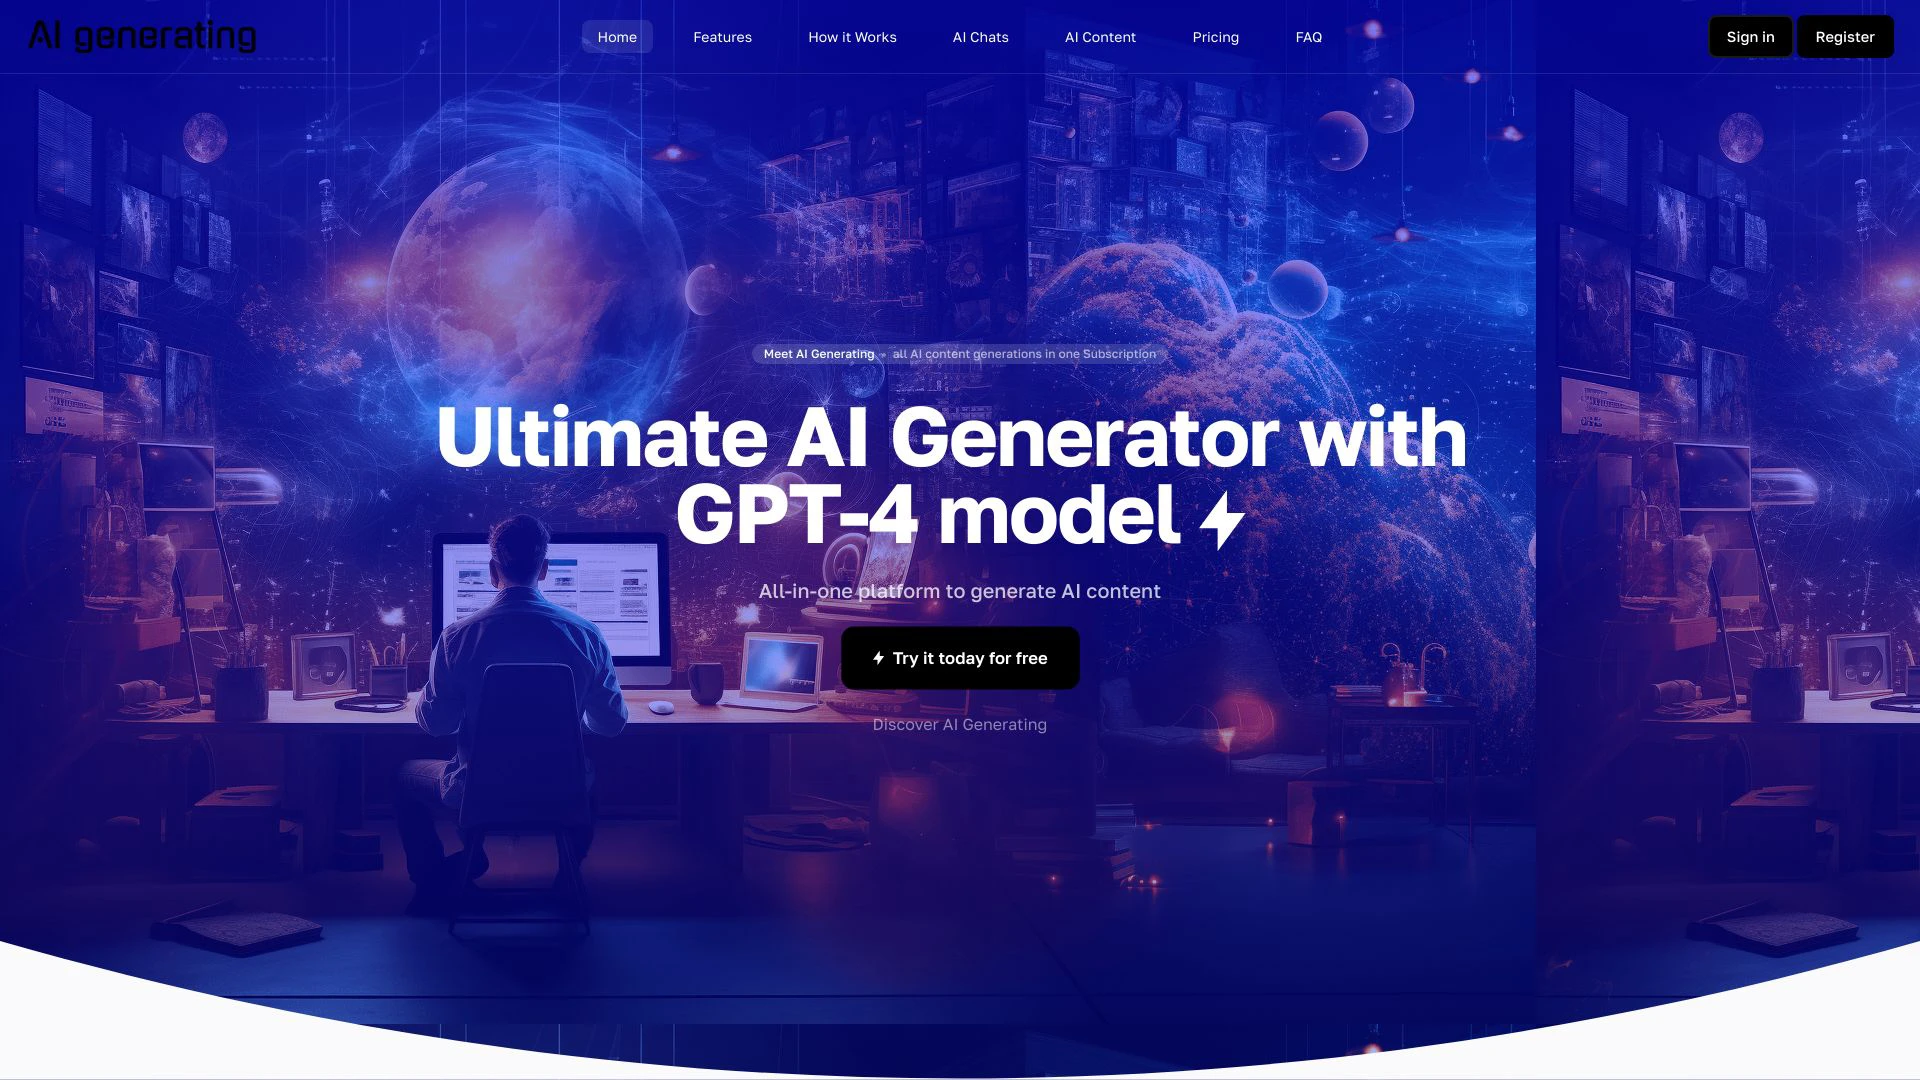 AI generating
Home
Features
How it Works
AI Chats
AI Content
Pricing
FAQ
Sign in
Register
Meet AI Generating all AI content generations in one Subscription
Ultimate AI Generator with
GPT-4 model
All-in-one platform to generate AI content
Try it today for free
Discover AI Generating